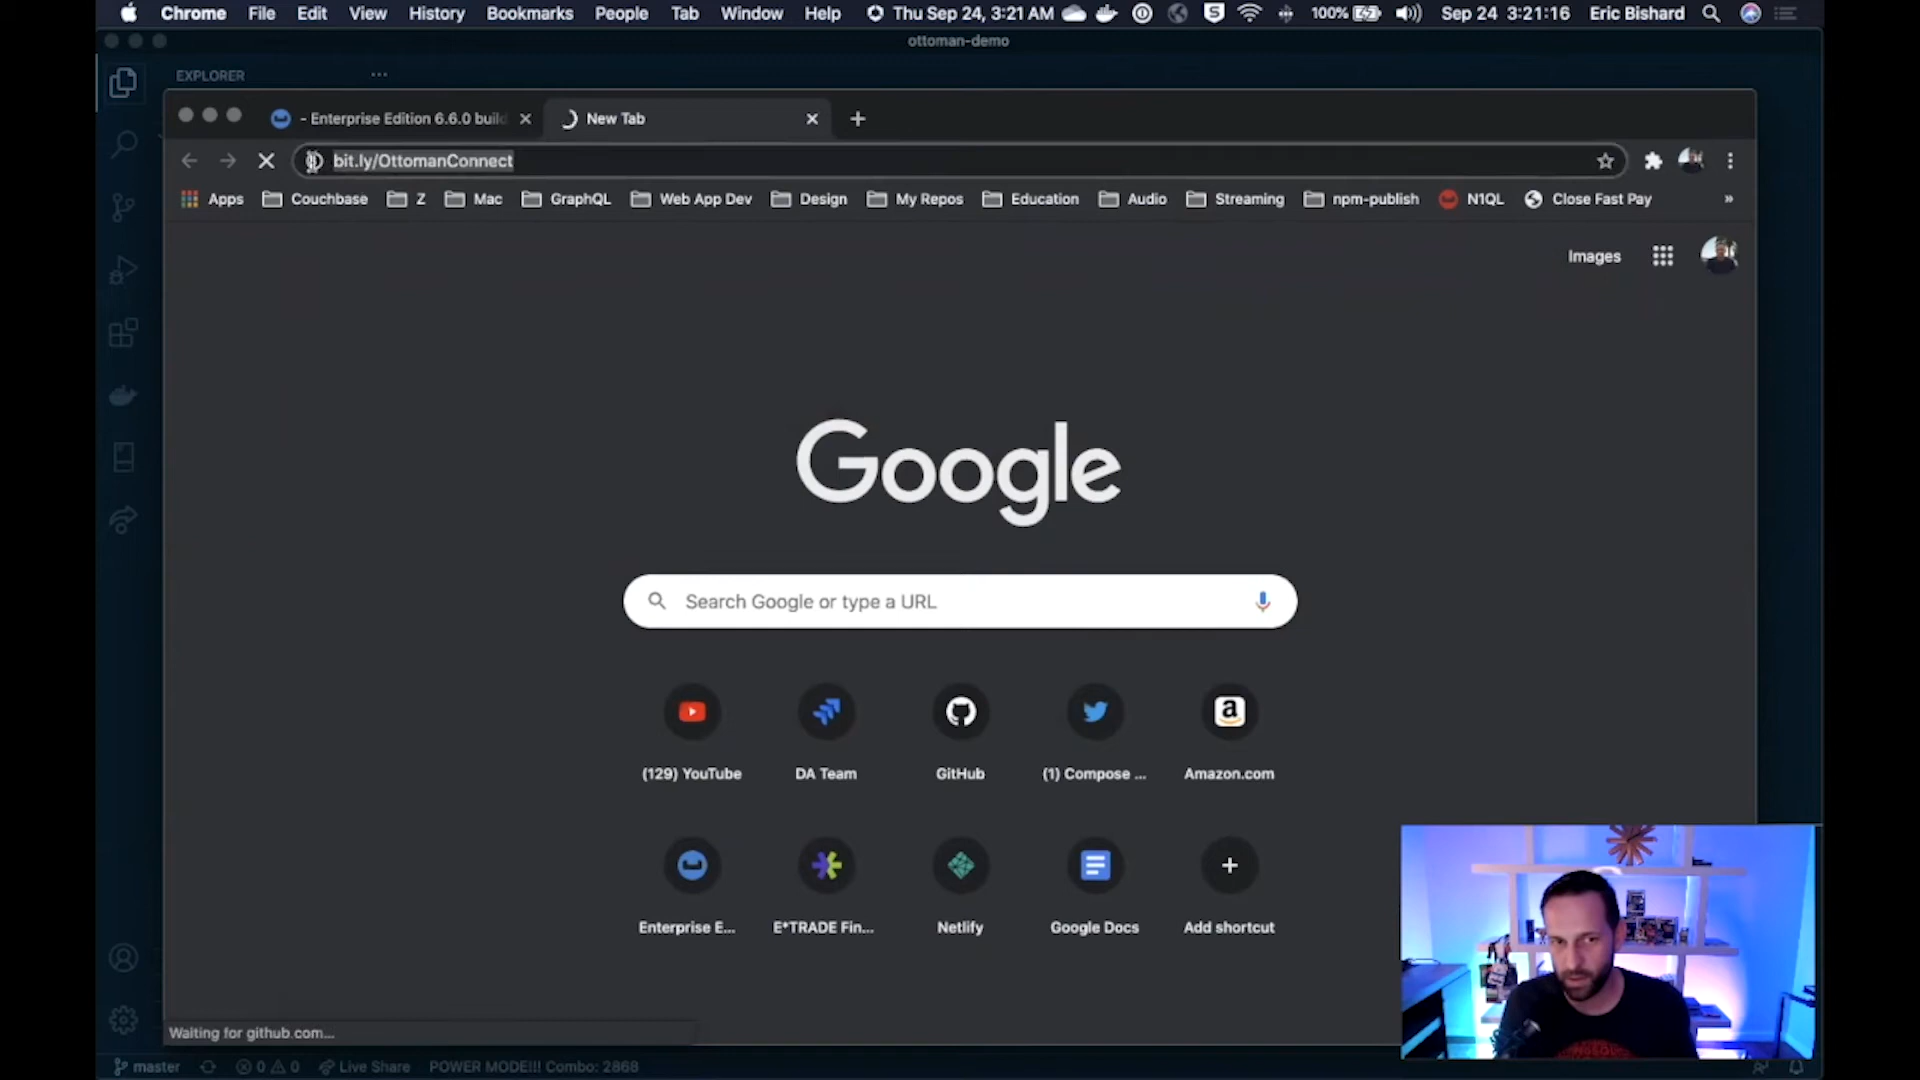 Chrome File Edit View History Bookmarks People Tab Window Help Thu Sep 24, 3:21 AM 100% Sep 24 3:21:16 Eric Bishard
ottoman-demo
EXPLORER ...
- Enterprise Edition 6.6.0 build New Tab
bit.ly/OttomanConnect
Apps Couchbase Z Mac GraphQL Web App Dev Design My Repos Education Audio Streaming npm-publish N1QL Close Fast Pay »
Images
Google
Search Google or type a URL
(129) YouTube DA Team GitHub (1) Compose ... Amazon.com
Enterprise E... E*TRADE Fin... Netlify Google Docs Add shortcut
Waiting for github.com...
master 0 0 Live Share POWER MODE!!! Combo: 2868